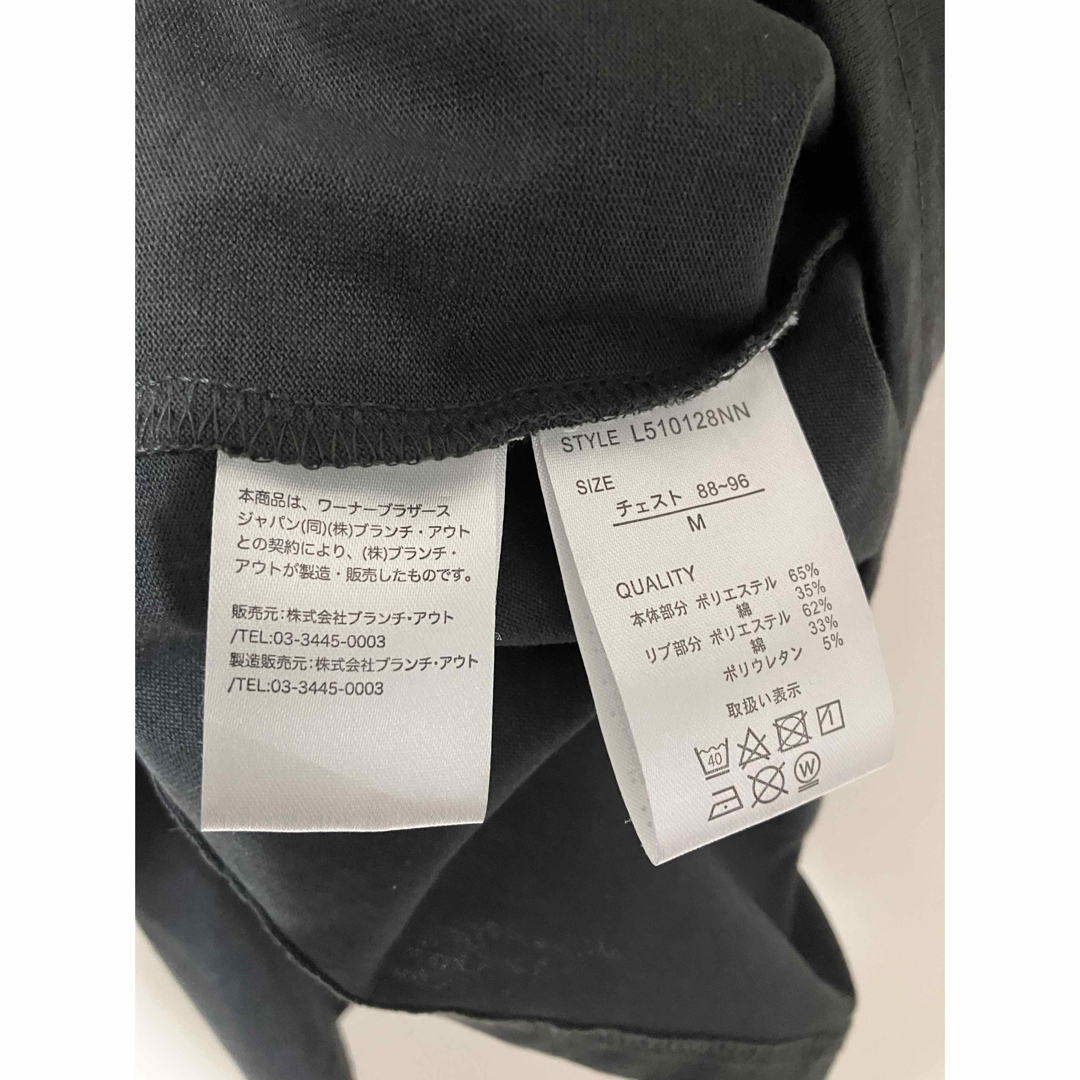 本商品は、ワーナーブラザース
ジャパン(同)(株)ブランチ・アウト
との契約により、(株)ブランチ・
アウトが製造・販売したものです。
販売元:株式会社ブランチ・アウト
/TEL:03-3445-0003
製造販売元:株式会社ブランチ・アウト
/TEL:03-3445-0003
STYLE L510128NN
SIZE
チェスト 88~96
M
QUALITY
本体部分 ポリエステル 65%
綿 35%
リブ部分 ポリエステル 62%
綿 33%
ポリウレタン 5%
取扱い表示
40
1
W